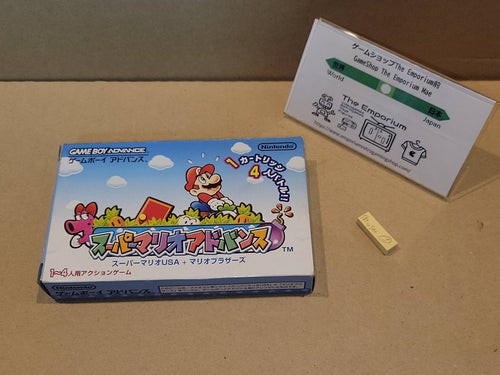 GAME BOY ADVANCE
ゲームボーイ アドバンス
Nintendo
1カートリッジ
4人バトル!!
スーパーマリオアドバンス
TM
スーパーマリオUSA + マリオブラザーズ
1~4人用アクションゲーム
Nintendo
ゲームボーイ アドバンス
ゲームショップThe Emporium前
GameShop The Emporium Mae
世界
World
日本
Japan
The Emporium